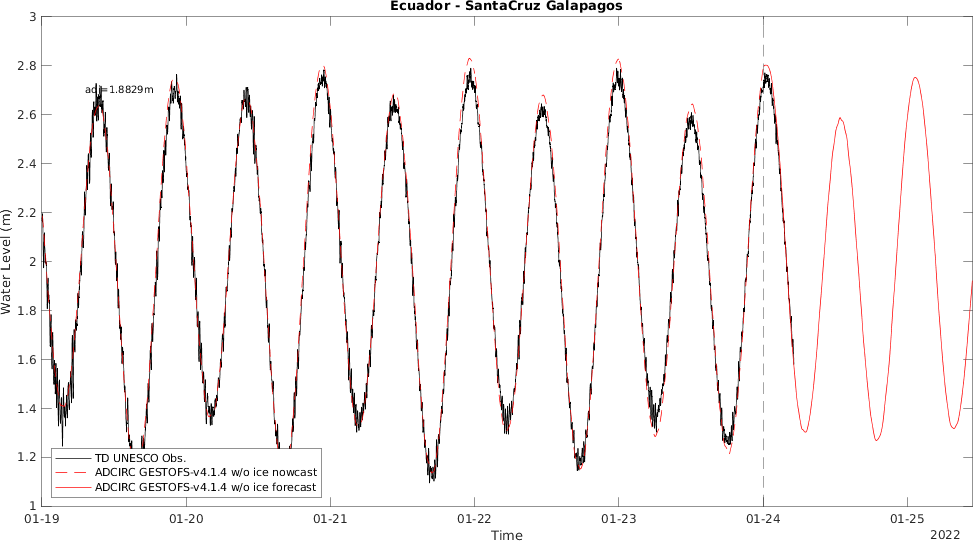 Ecuador - SantaCruz Galapagos
3
2.8
2.6
2.4
2.2
2
1.8
1.6
1.4
1.2
1
Water Level (m)
adj=1.8829m
TD UNESCO Obs.
ADCIRC GESTOFS-v4.1.4 w/o ice nowcast
ADCIRC GESTOFS-v4.1.4 w/o ice forecast
01-19 01-20 01-21 01-22 01-23 01-24 01-25
Time
2022